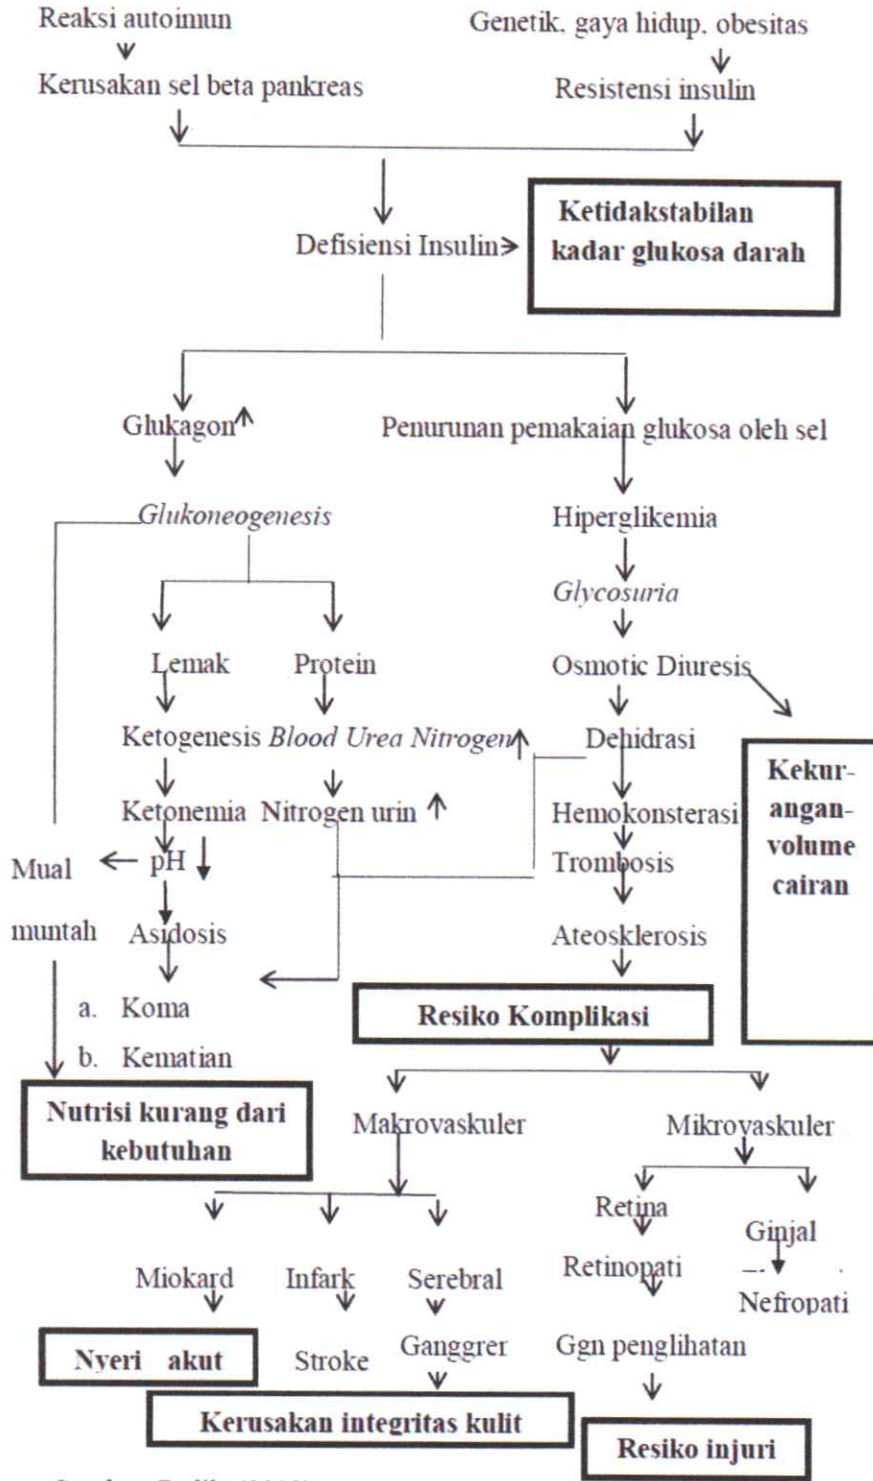 Reaksi autoimun
Genetik, gaya hidup, obesitas
Kerusakan sel beta pankreas
Resistensi insulin
Defisiensi Insulin
Ketidakstabilan
kadar glukosa darah
Glukagon
Penurunan pemakaian glukosa oleh sel
Glukoneogenesis
Hiperglikemia
Glycosuria
Lemak
Protein
Osmotic Diuresis
Ketogenesis
Blood Urea Nitrogen
Dehidrasi
Kekur-
angan-
volume
cairan
Ketonemia
Nitrogen urin
Hemokonsterasi
Mual
pH
Trombosis
muntah
Asidosis
Ateosklerosis
a. Koma
Resiko Komplikasi
b. Kematian
Nutrisi kurang dari
kebutuhan
Makrovaskuler
Mikrovaskuler
Retina
Ginjal
Miokard
Infark
Serebral
Retinopati
Nefropati
Nyeri akut
Stroke
Ganggrer
Ggn penglihatan
Kerusakan integritas kulit
Resiko injuri